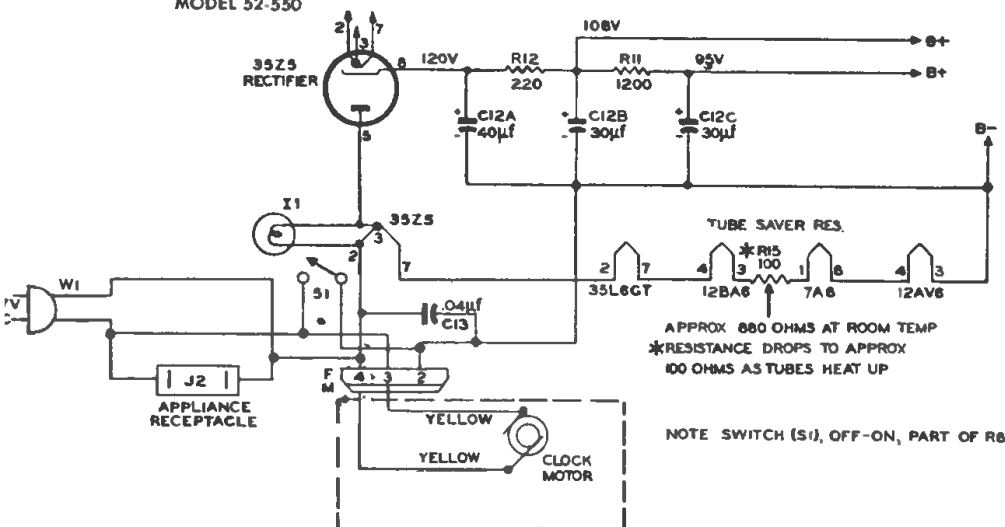 MODEL 52-550
2
3
7
35Z5
RECTIFIER
8
120V
R12
220
108V
R11
1200
95V
B+
B+
C12A
40µf
C12B
30µf
C12C
30µf
B-
5
I1
35Z5
3
2
7
TUBE SAVER RES.
*R15
100
2 7
35L6GT
4 3
12BA6
1 8
7A8
4 3
12AV6
W1
S1
.04µf
C13
APPROX 880 OHMS AT ROOM TEMP
*RESISTANCE DROPS TO APPROX
100 OHMS AS TUBES HEAT UP
J2
APPLIANCE
RECEPTACLE
F
M
4 3 2
YELLOW
YELLOW
CLOCK
MOTOR
NOTE SWITCH (S1), OFF-ON, PART OF R8